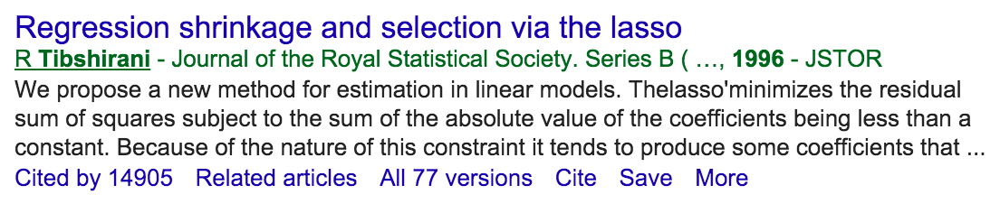 Regression shrinkage and selection via the lasso
R Tibshirani - Journal of the Royal Statistical Society. Series B ( …, 1996 - JSTOR
We propose a new method for estimation in linear models. Thelasso'minimizes the residual
sum of squares subject to the sum of the absolute value of the coefficients being less than a
constant. Because of the nature of this constraint it tends to produce some coefficients that ...
Cited by 14905 Related articles All 77 versions Cite Save More